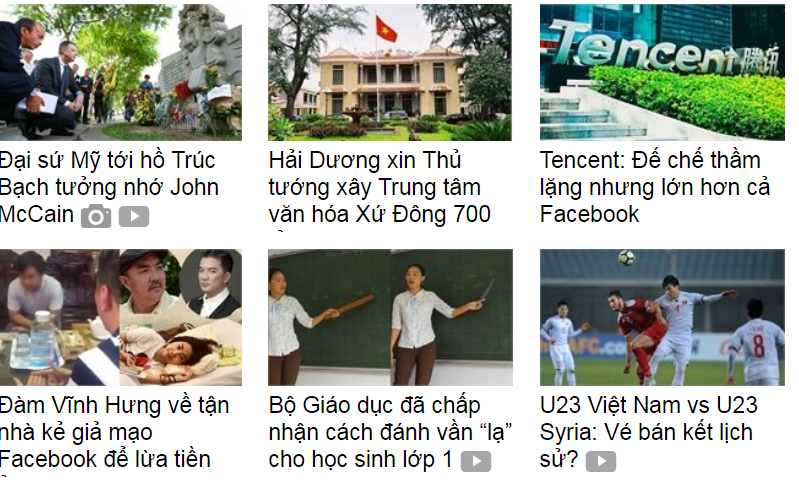 Tencent 腾讯
Đại sứ Mỹ tới hồ Trúc
Bạch tưởng nhớ John
McCain
Hải Dương xin Thủ
tướng xây Trung tâm
văn hóa Xứ Đông 700
Tencent: Đế chế thầm
lặng nhưng lớn hơn cả
Facebook
8
Đàm Vĩnh Hưng về tận
nhà kẻ giả mạo
Facebook để lừa tiền
Bộ Giáo dục đã chấp
nhận cách đánh vần “lạ”
cho học sinh lớp 1
U23 Việt Nam vs U23
Syria: Vé bán kết lịch
sử?